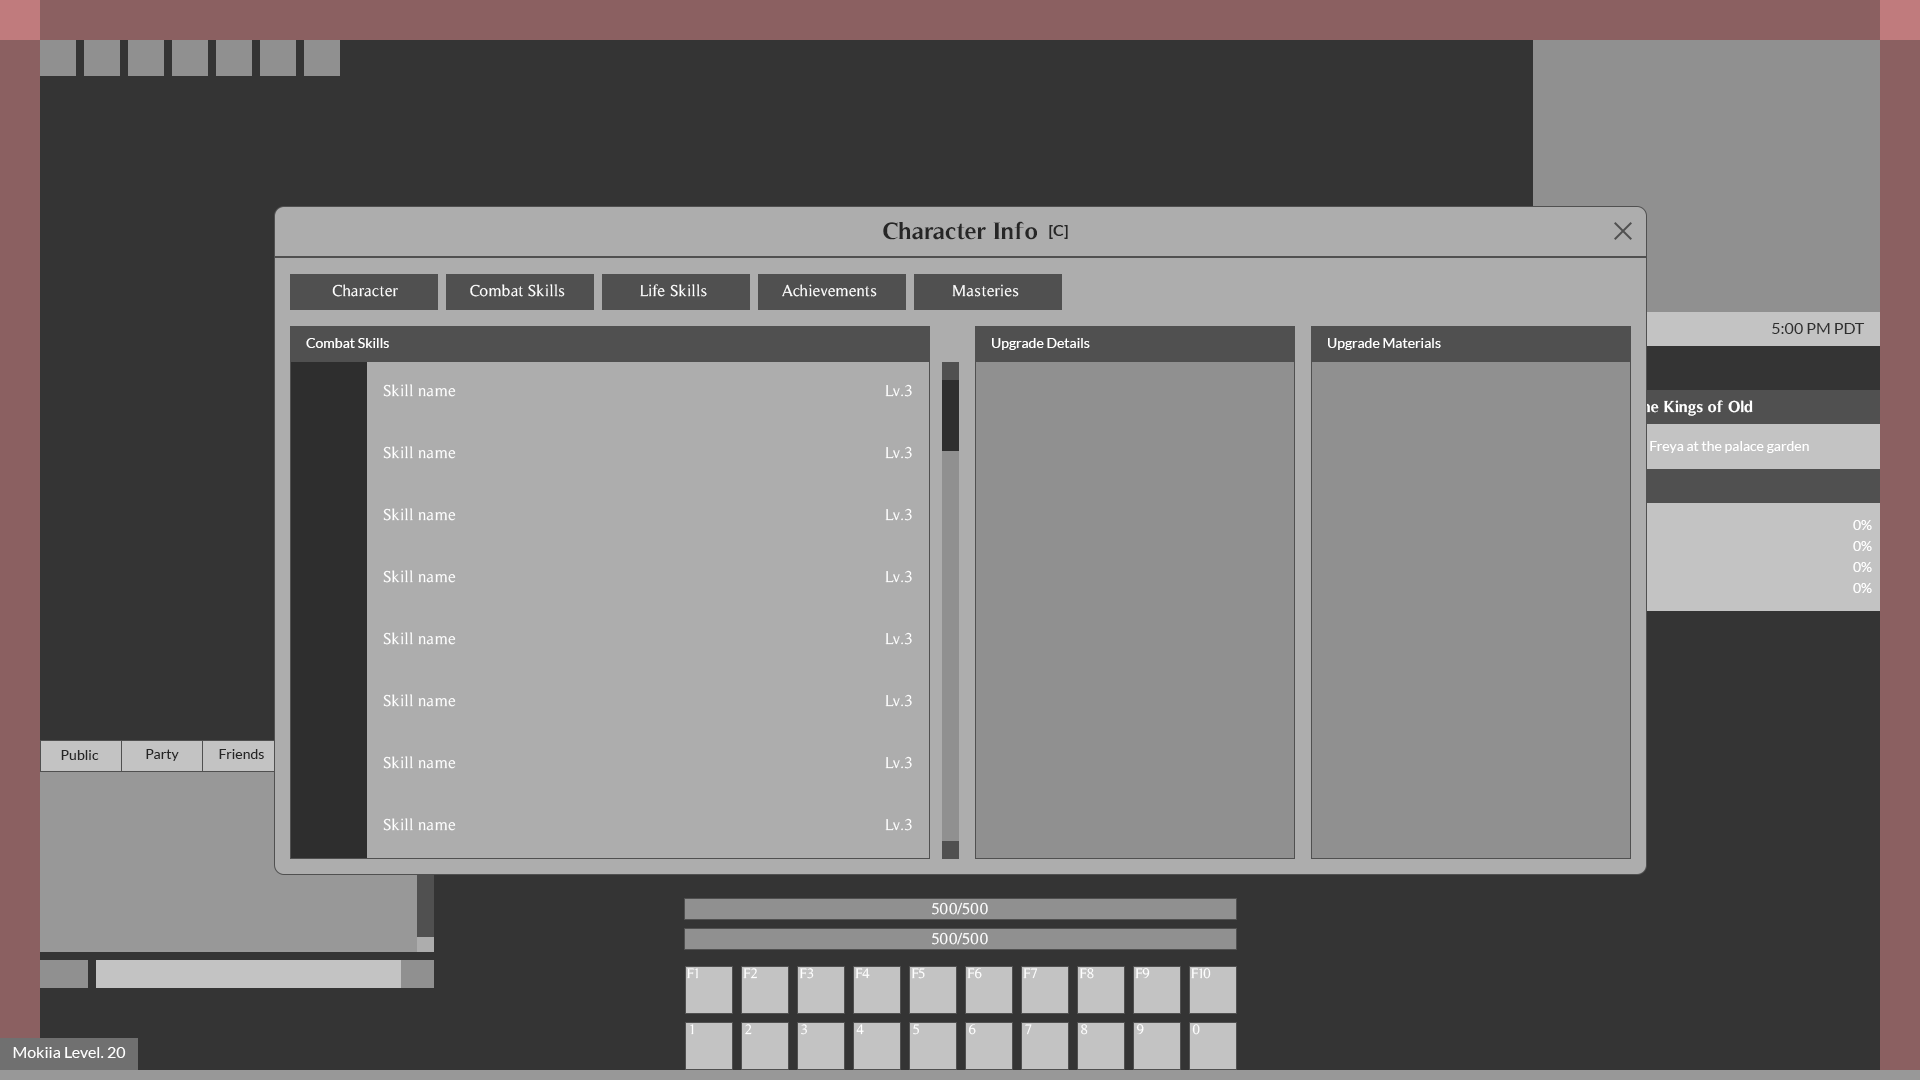 Character Info [C]
Character
Combat Skills
Life Skills
Achievements
Masteries
Combat Skills
Skill name Lv.3
Skill name Lv.3
Skill name Lv.3
Skill name Lv.3
Skill name Lv.3
Skill name Lv.3
Skill name Lv.3
Skill name Lv.3
Upgrade Details
Upgrade Materials
5:00 PM PDT
Kings of Old
Freya at the palace garden
0%
0%
0%
0%
Public
Party
Friends
500/500
500/500
F1 F2 F3 F4 F5 F6 F7 F8 F9 F10
1 2 3 4 5 6 7 8 9 0
Mokiia Level. 20